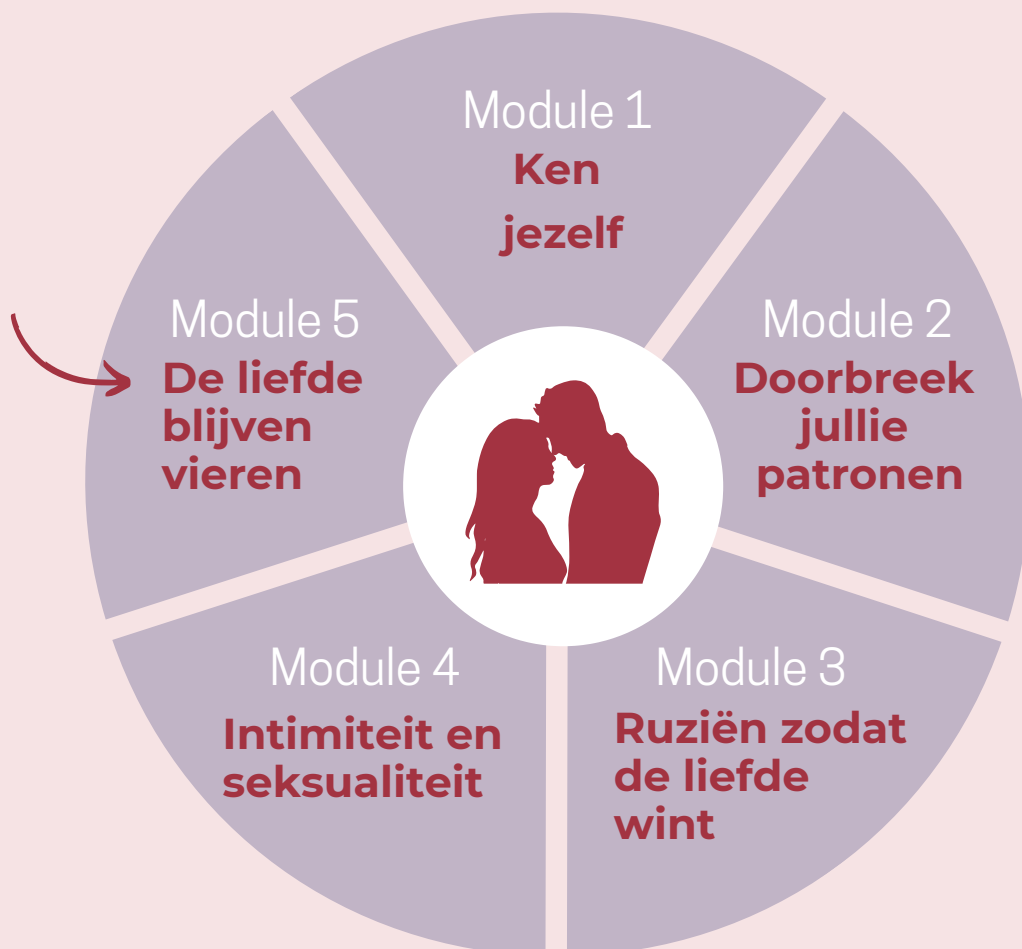 Module 1
Ken
jezelf
Module 2
Doorbreek
jullie
patronen
Module 3
Ruziën zodat
de liefde
wint
Module 4
Intimiteit en
seksualiteit
Module 5
De liefde
blijven
vieren